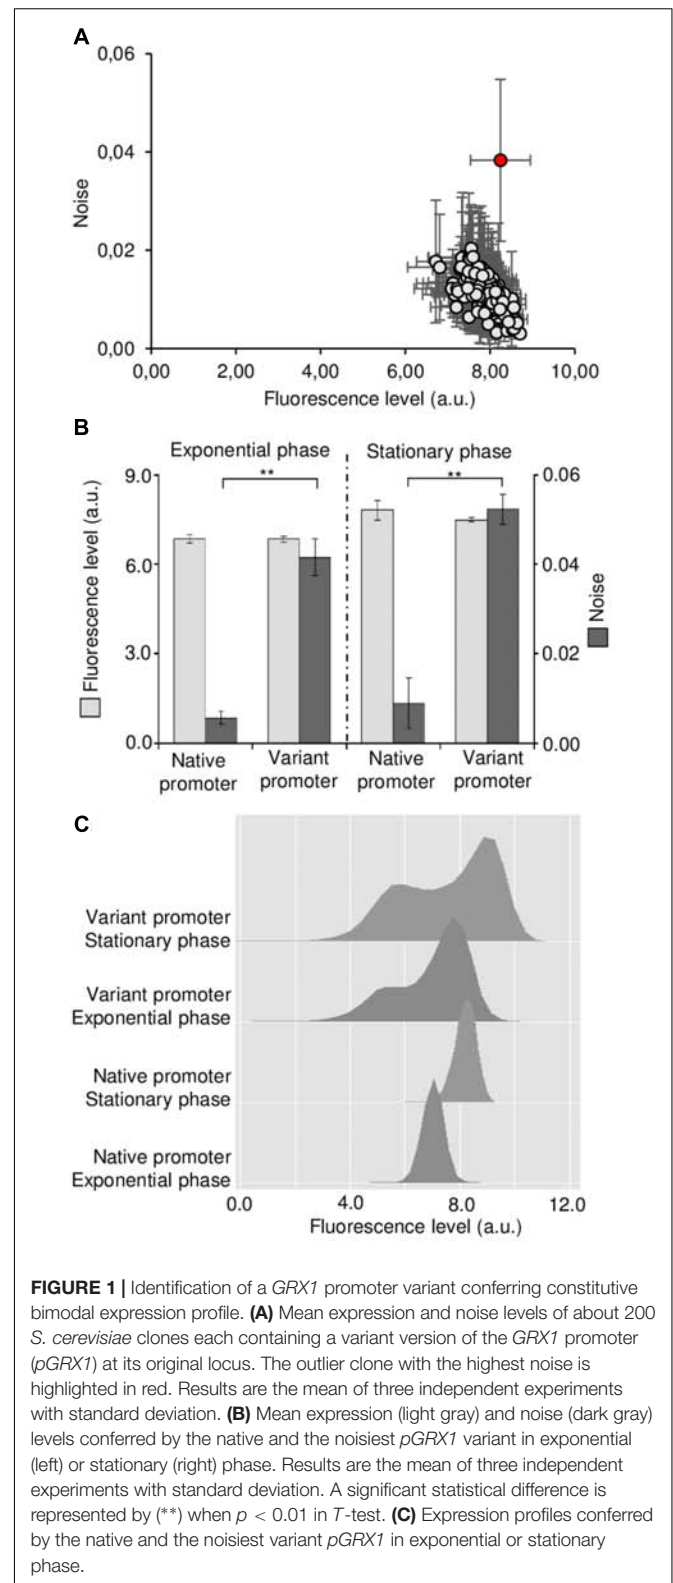 A
0,06
0,04
0,02
0,00
Noise
0,00 2,00 4,00 6,00 8,00 10,00
Fluorescence level (a.u.)
B
Exponential phase Stationary phase
** **
9.0
6.0
3.0
0.0
Fluorescence level (a.u.)
0.06
0.04
0.02
0.00
Noise
Native Variant Native Variant
promoter promoter promoter promoter
C
Variant promoter
Stationary phase
Variant promoter
Exponential phase
Native promoter
Stationary phase
Native promoter
Exponential phase
0.0 4.0 8.0 12.0
Fluorescence level (a.u.)
FIGURE 1 | Identification of a GRX1 promoter variant conferring constitutive
bimodal expression profile. (A) Mean expression and noise levels of about 200
S. cerevisiae clones each containing a variant version of the GRX1 promoter
(pGRX1) at its original locus. The outlier clone with the highest noise is
highlighted in red. Results are the mean of three independent experiments
with standard deviation. (B) Mean expression (light gray) and noise (dark gray)
levels conferred by the native and the noisiest pGRX1 variant in exponential
(left) or stationary (right) phase. Results are the mean of three independent
experiments with standard deviation. A significant statistical difference is
represented by (**) when p < 0.01 in T-test. (C) Expression profiles conferred
by the native and the noisiest variant pGRX1 in exponential or stationary
phase.